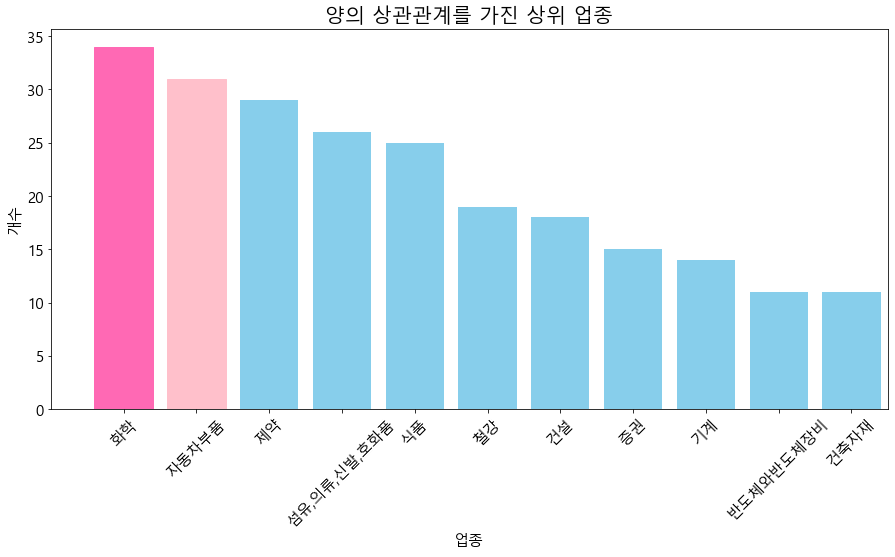 양의 상관관계를 가진 상위 업종
개수
35
30
25
20
15
10
5
0
화학
자동차부품
제약
섬유,의류,신발,호화품
식품
철강
건설
증권
기계
반도체와반도체장비
건축자재
업종